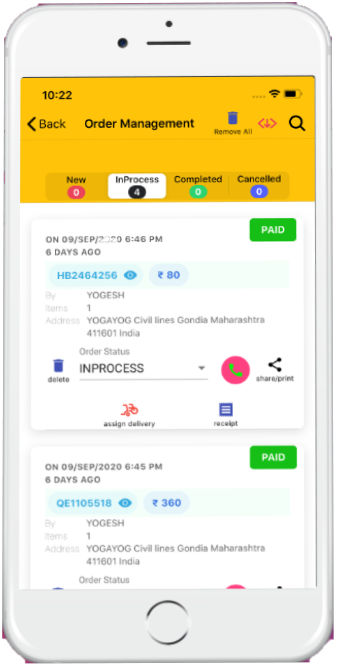 10:22
Back Order Management Remove All
New InProcess Completed Cancelled
0 4 0 0
PAID
ON 09/SEP/2020 6:46 PM
6 DAYS AGO
HB2464256 ₹ 80
By YOGESH
Items 1
Address YOGAYOG Civil lines Gondia Maharashtra
411601 India
Order Status
INPROCESS
delete share/print
assign delivery receipt
PAID
ON 09/SEP/2020 6:45 PM
6 DAYS AGO
QE1105518 ₹ 360
By YOGESH
Items 1
Address YOGAYOG Civil lines Gondia Maharashtra
411601 India
Order Status